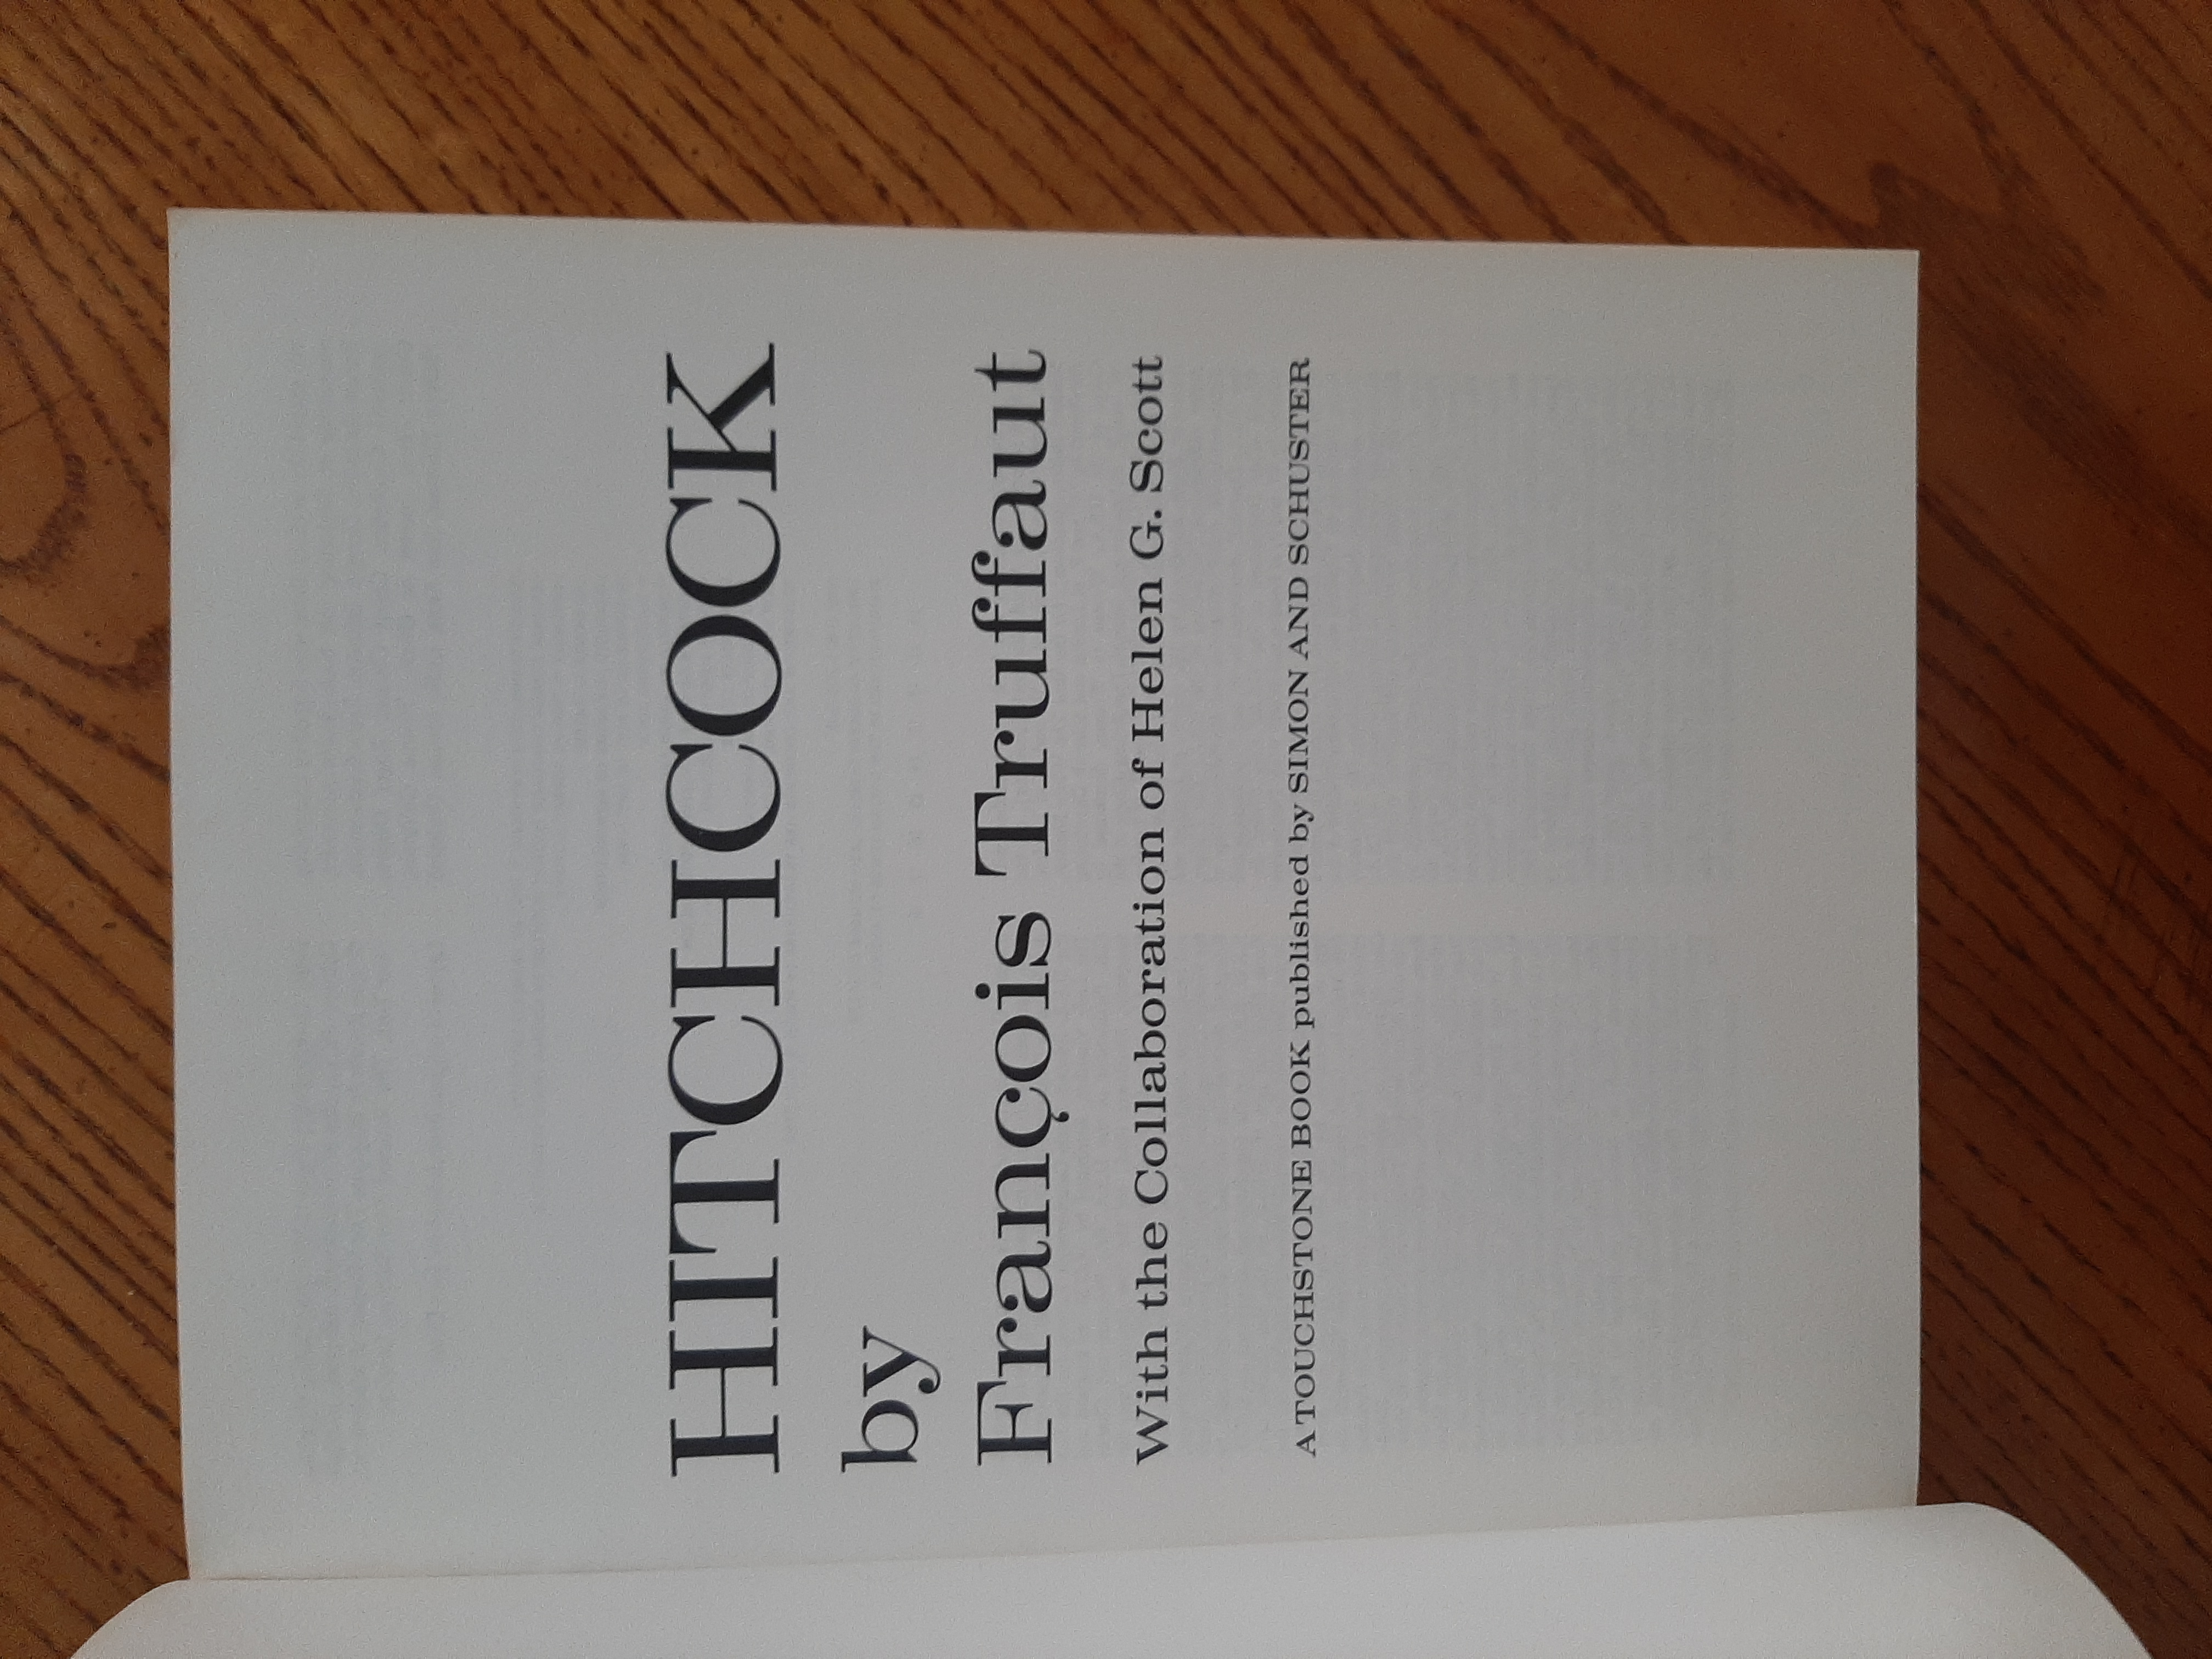 HITCHCOCK
by
François Truffaut
With the Collaboration of Helen G. Scott
A TOUCHSTONE BOOK published by SIMON AND SCHUSTER